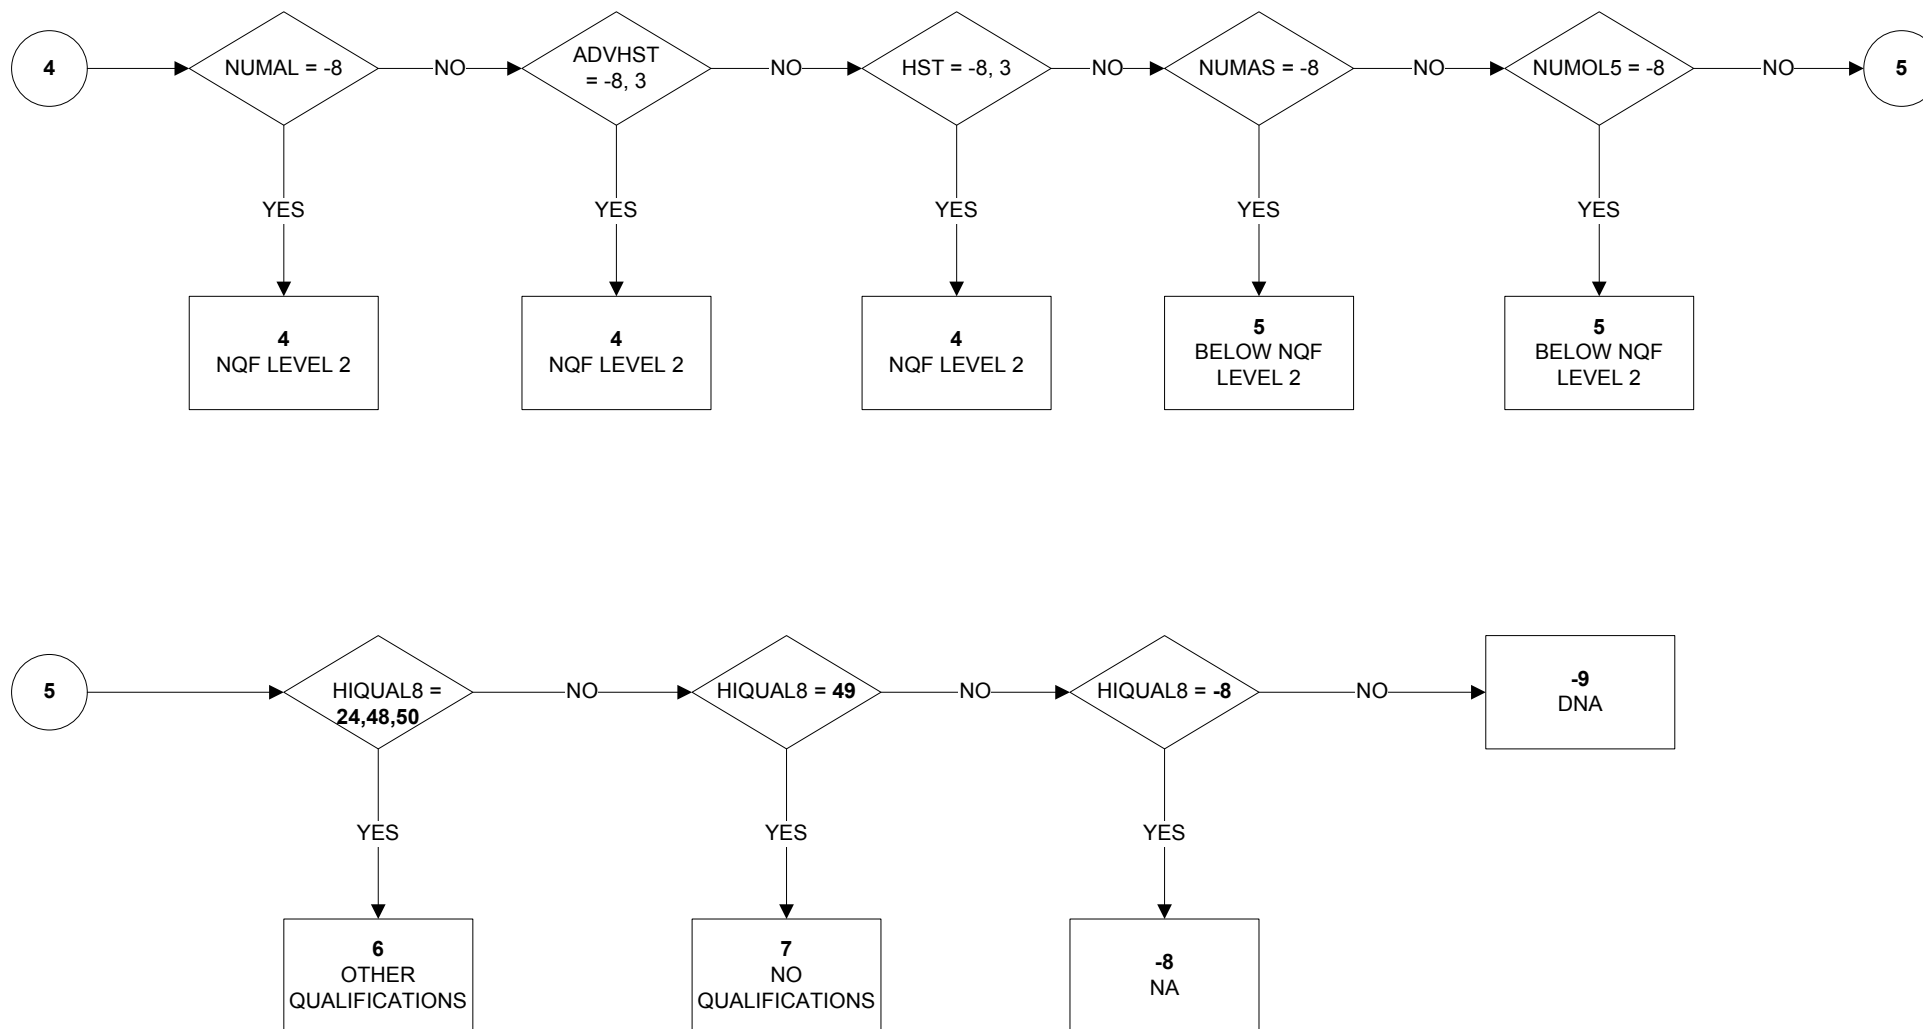 4
NUMAL = -8
NO
ADVHST
= -8, 3
NO
HST = -8, 3
NO
NUMAS = -8
NO
NUMOL5 = -8
NO
5
YES
YES
YES
YES
YES
4
NQF LEVEL 2
4
NQF LEVEL 2
4
NQF LEVEL 2
5
BELOW NQF
LEVEL 2
5
BELOW NQF
LEVEL 2
5
HIQUAL8 =
24,48,50
NO
HIQUAL8 = 49
NO
HIQUAL8 = -8
NO
-9
DNA
YES
YES
YES
6
OTHER
QUALIFICATIONS
7
NO
QUALIFICATIONS
-8
NA